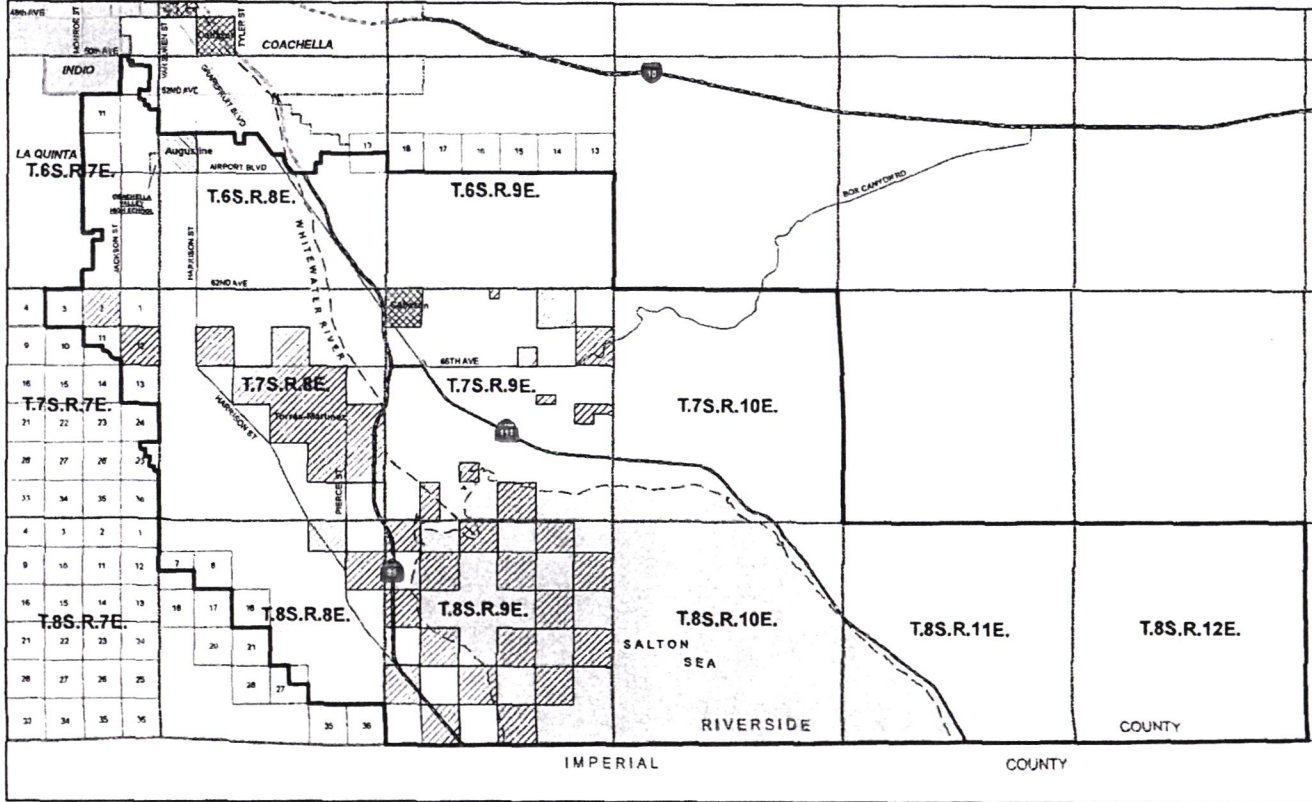 48th AVE
MONROE ST
VAN BUREN ST
TYLER ST
COACHELLA
50th AVE
INDIO
GRAPEFRUIT BLVD
52ND AVE
10
11
LA QUINTA
Augustine
AIRPORT BLVD
17 18 17 16 15 14 13
T.6S.R.7E.
T.6S.R.8E.
T.6S.R.9E.
COACHELLA
VALLEY
HIGH SCHOOL
BOX CANYON RD
JACKSON ST
HARRISON ST
WHITEWATER RIVER
62ND AVE
Cabazon
4 3 2 1
9 10 11 12
66TH AVE
16 15 14 13
T.7S.R.7E.
T.7S.R.8E.
T.7S.R.9E.
T.7S.R.10E.
Torres-Martinez
HARRISON ST
21 22 23 24
111
28 27 26 25
PIERCE ST
33 34 35 36
4 3 2 1
9 10 11 12 7 8
16 15 14 13 18 17 16
T.8S.R.7E.
T.8S.R.8E.
T.8S.R.9E.
T.8S.R.10E.
T.8S.R.11E.
T.8S.R.12E.
21 22 23 24 20 21
SALTON
SEA
28 27 26 25 28 27
33 34 35 36 35 36
RIVERSIDE COUNTY
IMPERIAL COUNTY